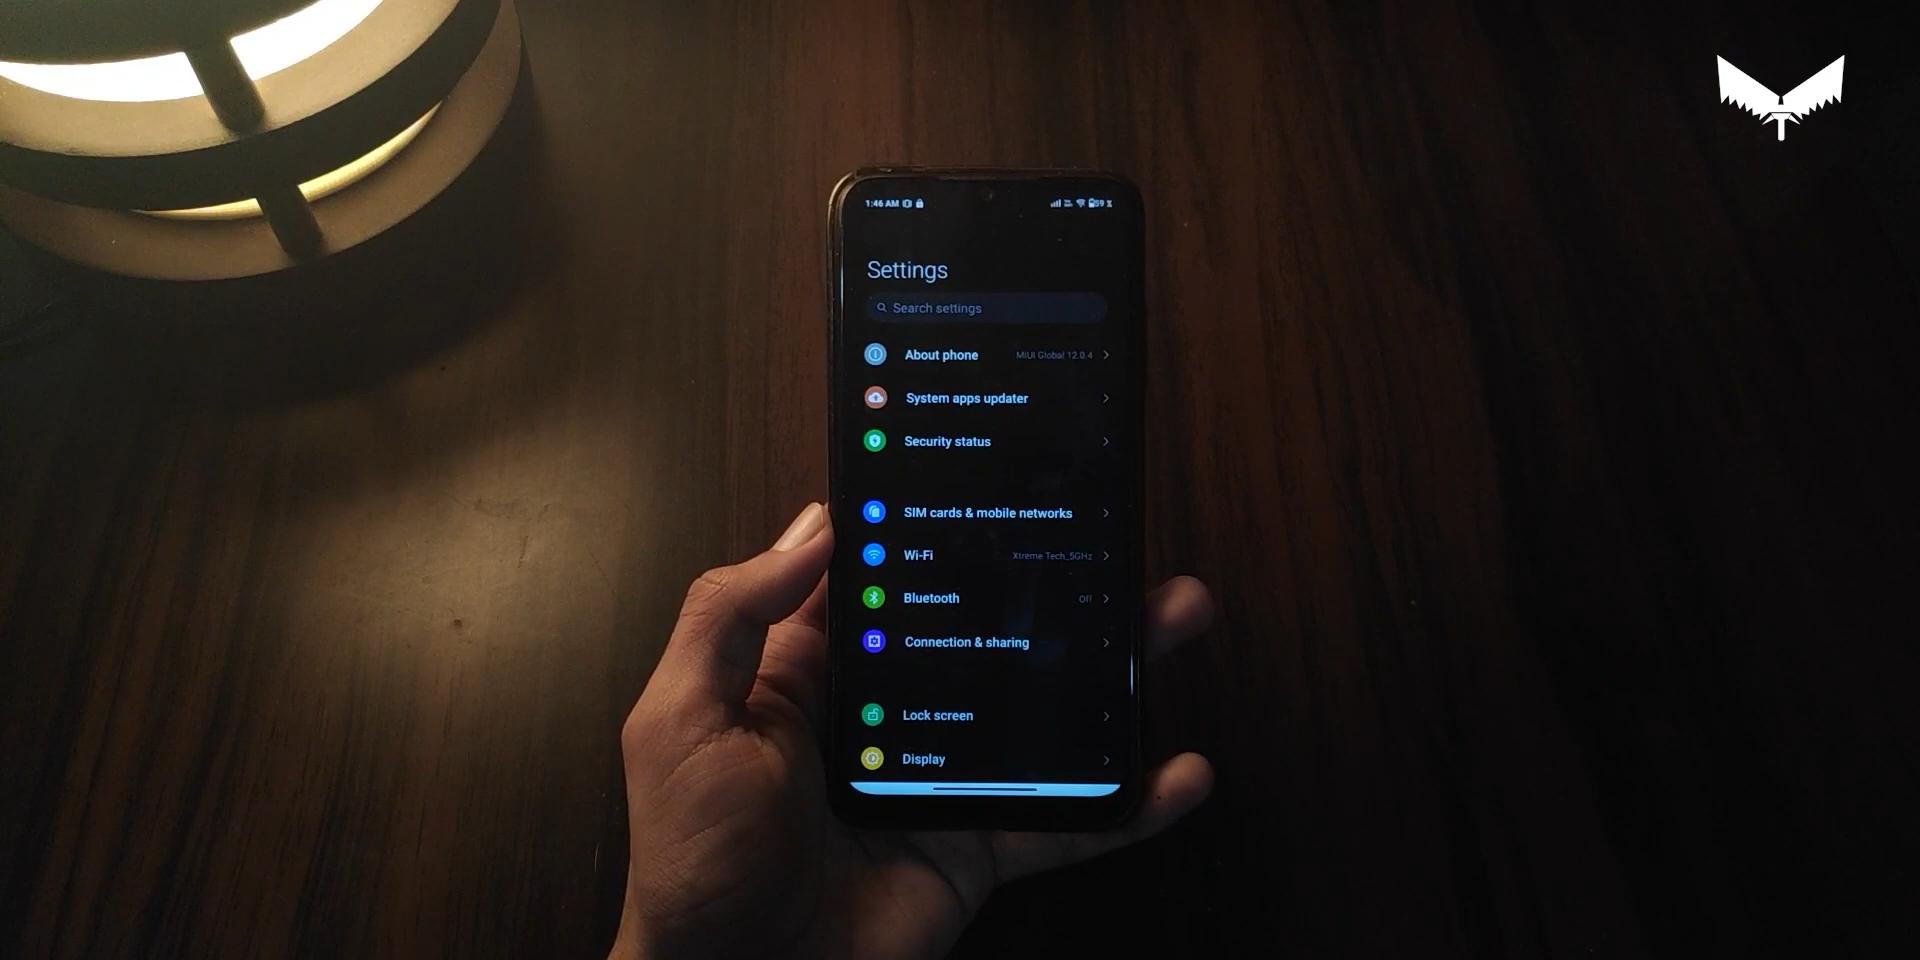 1:46 AM
59
Settings
Search settings
About phone
MIUI Global 12.0.4
System apps updater
Security status
SIM cards & mobile networks
Wi-Fi
Xtreme Tech_5GHz
Bluetooth
Off
Connection & sharing
Lock screen
Display